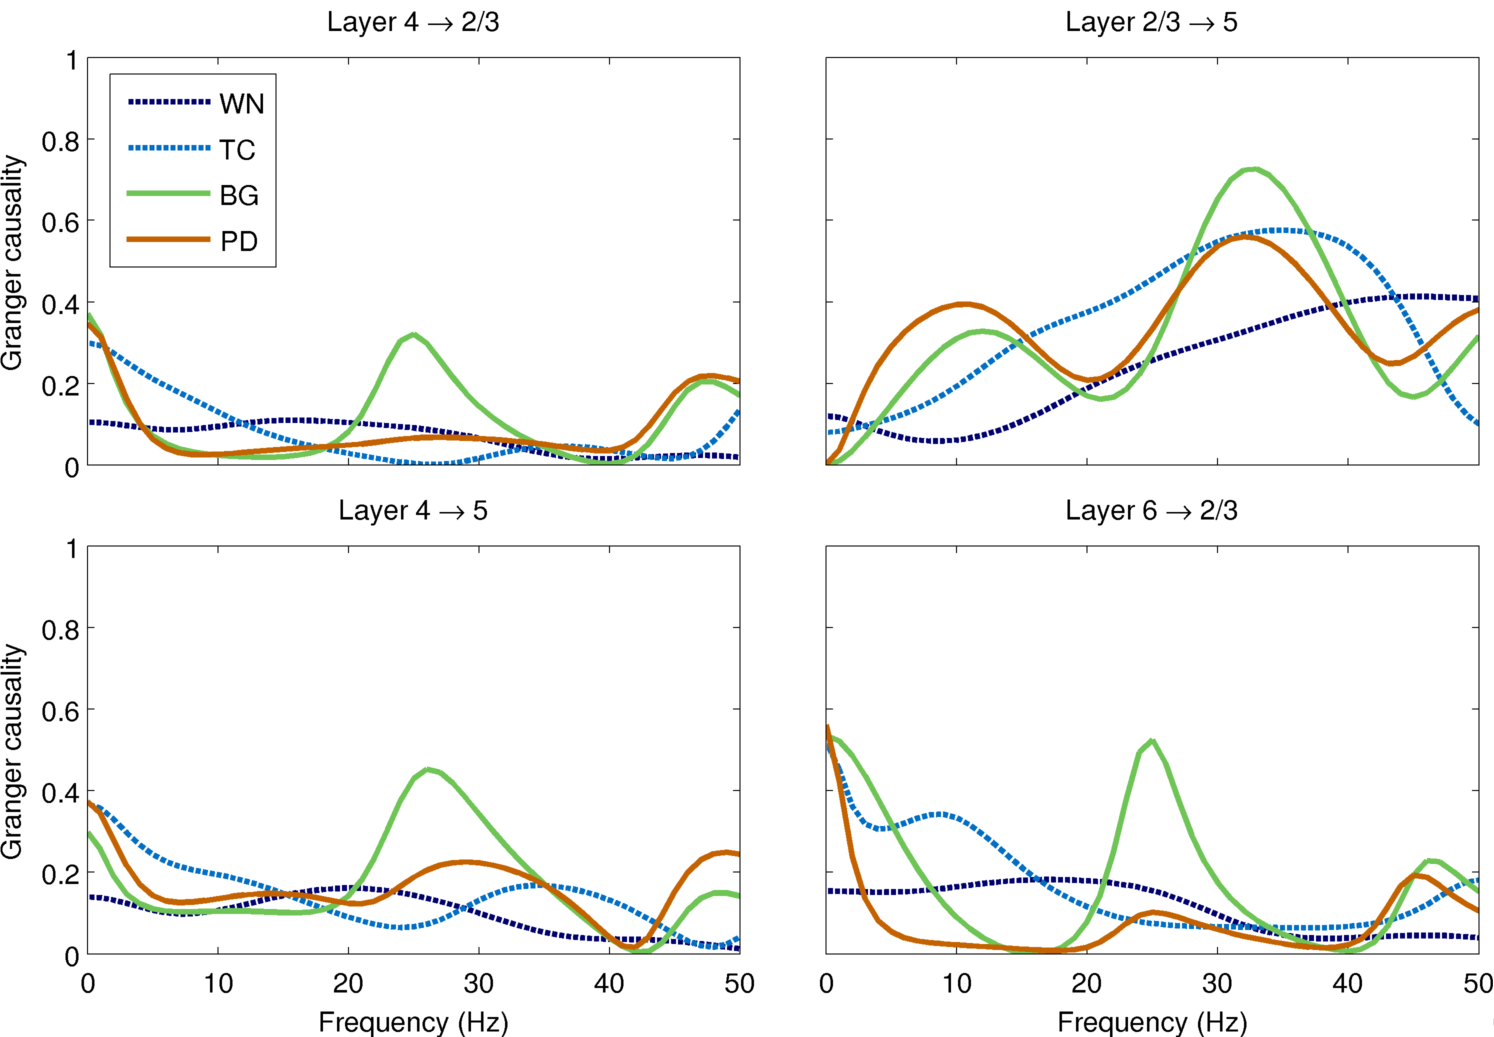 Layer 4 → 2/3
Layer 2/3 → 5
Granger causality
1
0.8
0.6
0.4
0.2
0
WN
TC
BG
PD
Layer 4 → 5
Layer 6 → 2/3
Granger causality
1
0.8
0.6
0.4
0.2
0
0 10 20 30 40 50
0 10 20 30 40 50
Frequency (Hz)
Frequency (Hz)